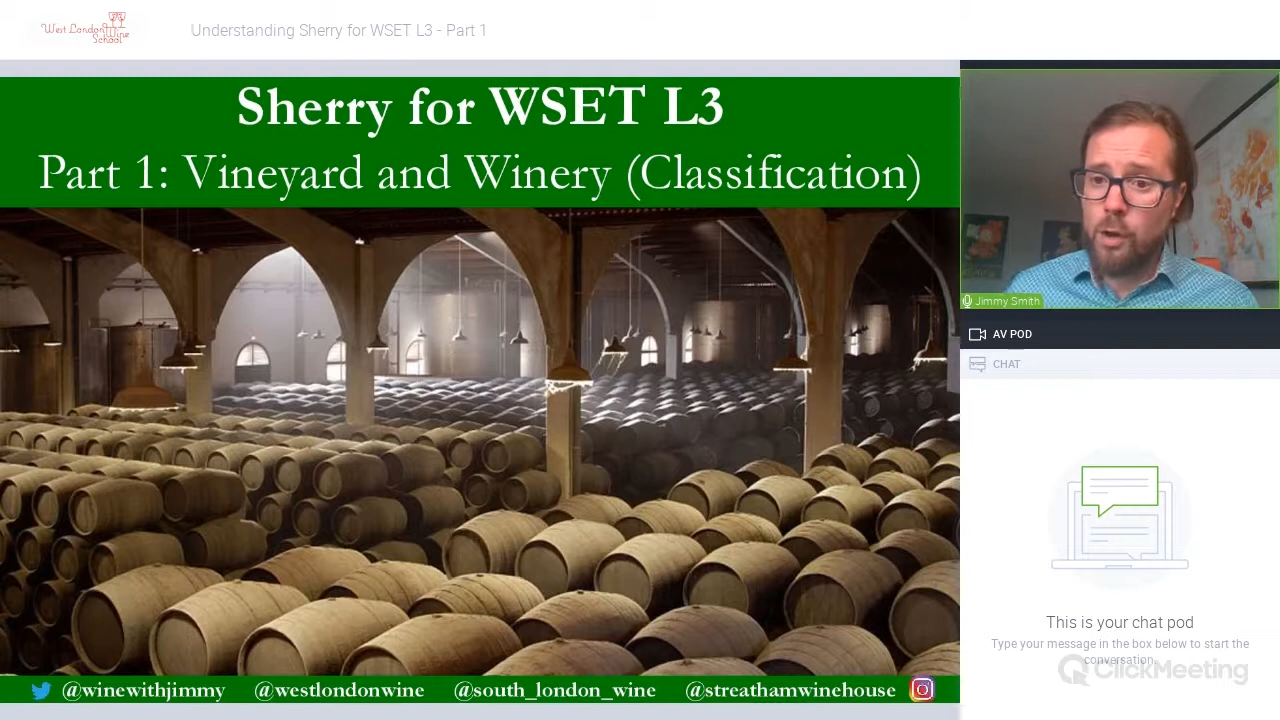 West London Wine School
Understanding Sherry for WSET L3 - Part 1
Sherry for WSET L3
Part 1: Vineyard and Winery (Classification)
@winewithjimmy @westlondonwine @south_london_wine @streathamwinehouse
Jimmy Smith
AV POD
CHAT
This is your chat pod
Type your message in the box below to start the
conversation.
ClickMeeting